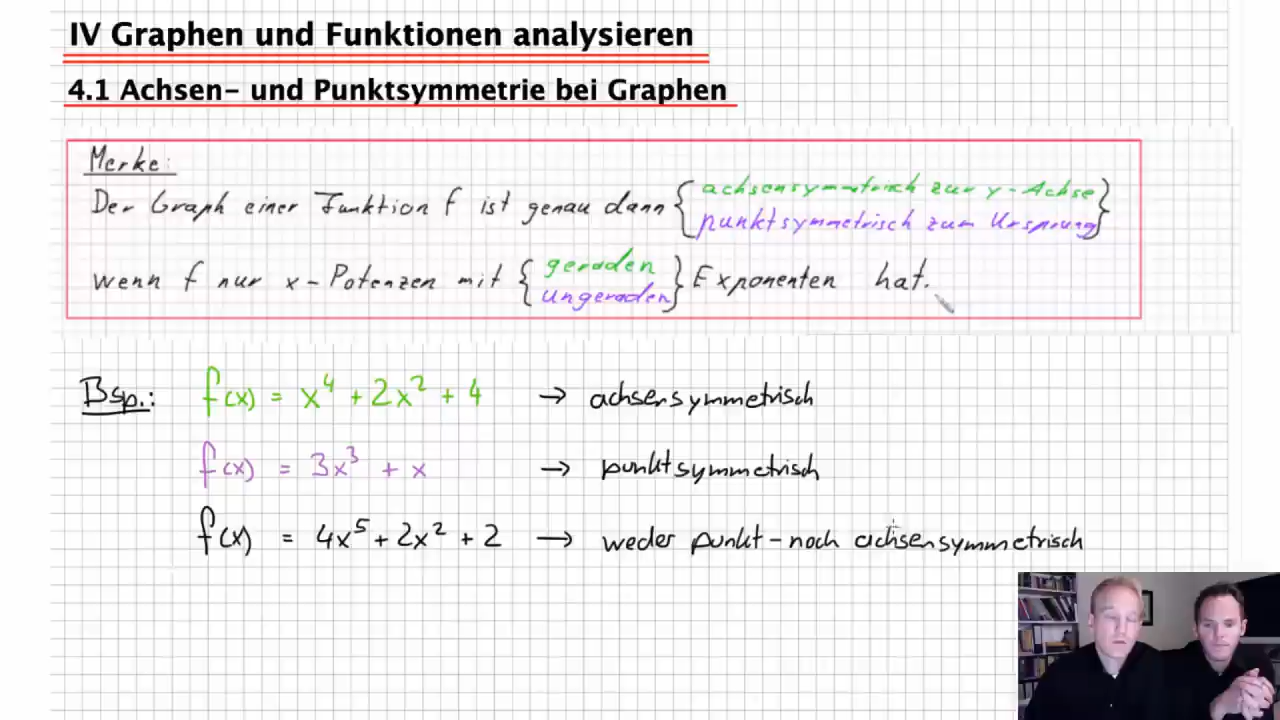 IV Graphen und Funktionen analysieren
4.1 Achsen- und Punktsymmetrie bei Graphen
Merke:
Der Graph einer Funktion f ist genau dann { achsensymmetrisch zur y-Achse
punktsymmetrisch zum Ursprung }
wenn f nur x-Potenzen mit { geraden
ungeraden } Exponenten hat.
Bsp.: f(x) = x⁴ + 2x² + 4 → achsensymmetrisch
f(x) = 3x³ + x → punktsymmetrisch
f(x) = 4x⁵ + 2x² + 2 → weder punkt- noch achsensymmetrisch